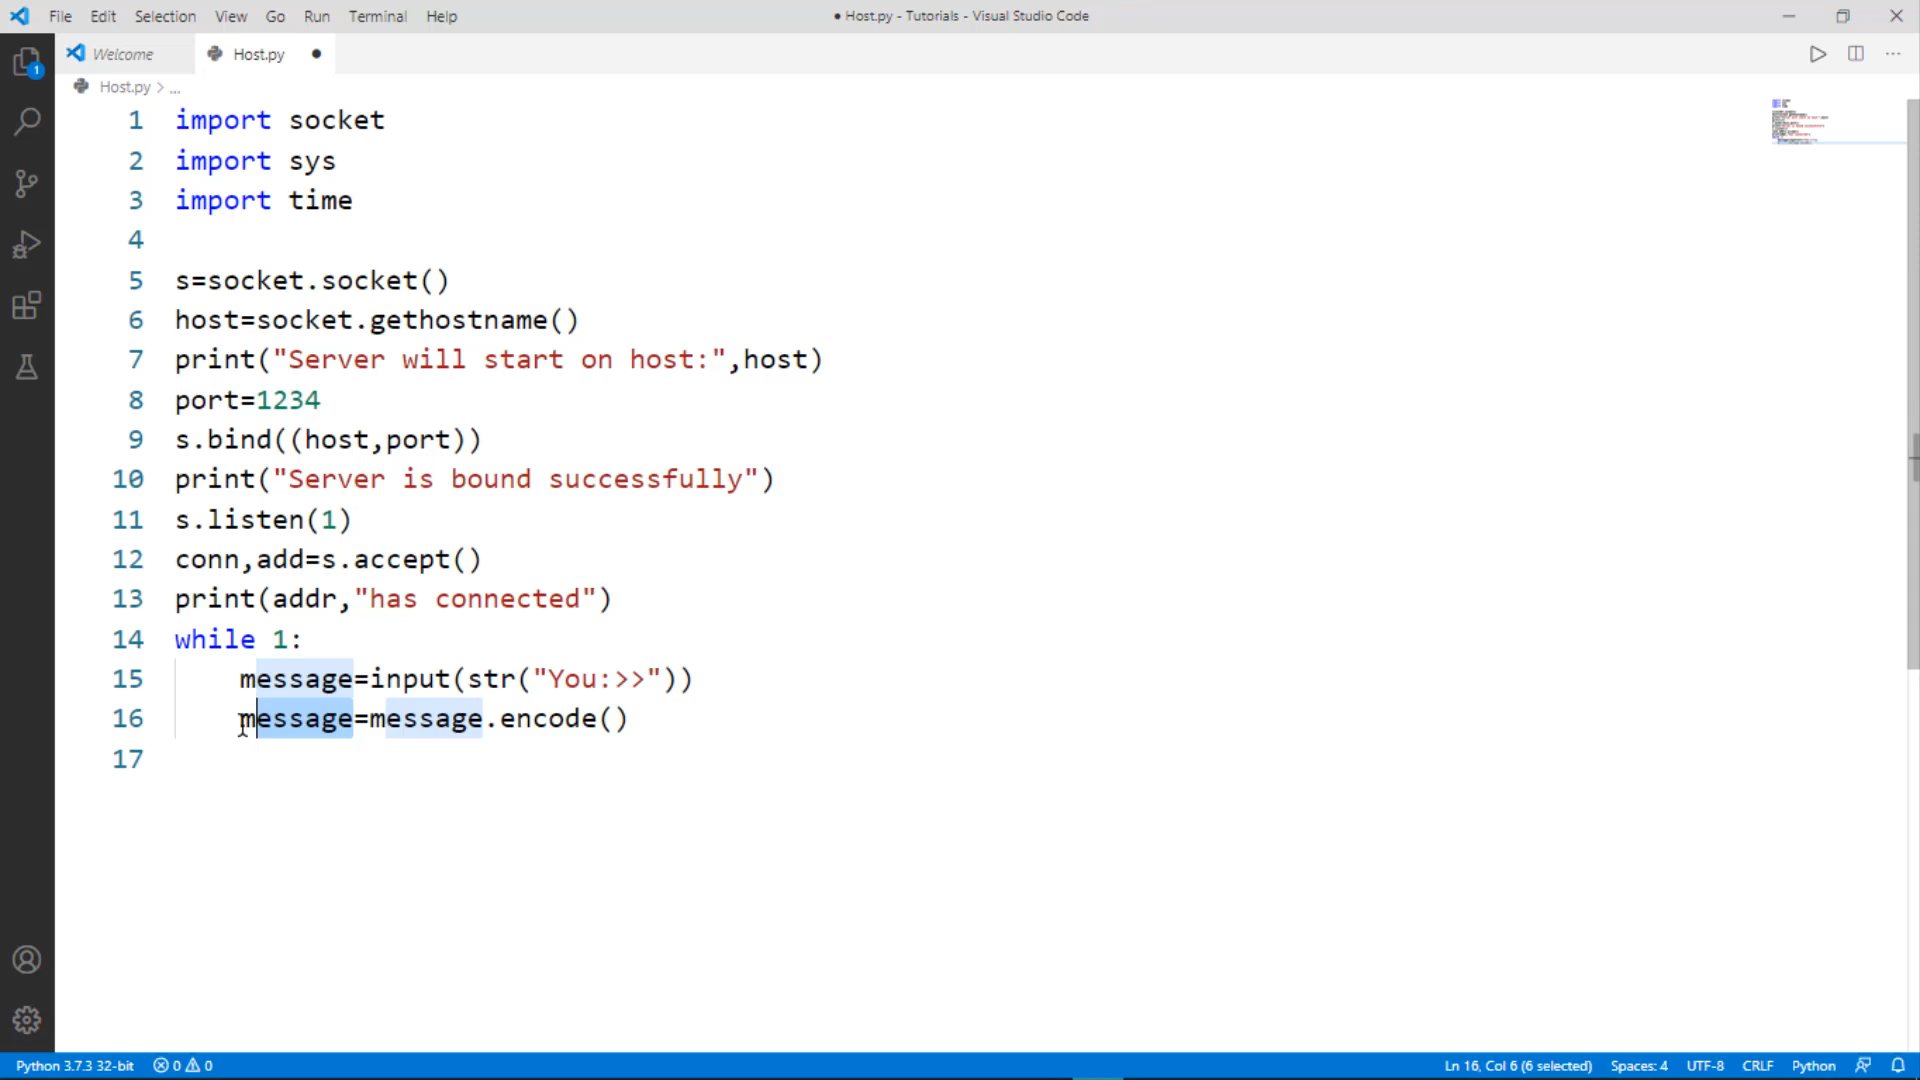 File Edit Selection View Go Run Terminal Help
● Host.py - Tutorials - Visual Studio Code
Welcome
Host.py
Host.py > ...
1
1 import socket
2 import sys
3 import time
4
5 s=socket.socket()
6 host=socket.gethostname()
7 print("Server will start on host:",host)
8 port=1234
9 s.bind((host,port))
10 print("Server is bound successfully")
11 s.listen(1)
12 conn,add=s.accept()
13 print(addr,"has connected")
14 while 1:
15 message=input(str("You:>>"))
16 message=message.encode()
17
Python 3.7.3 32-bit 0 0 Ln 16, Col 6 (6 selected) Spaces: 4 UTF-8 CRLF Python